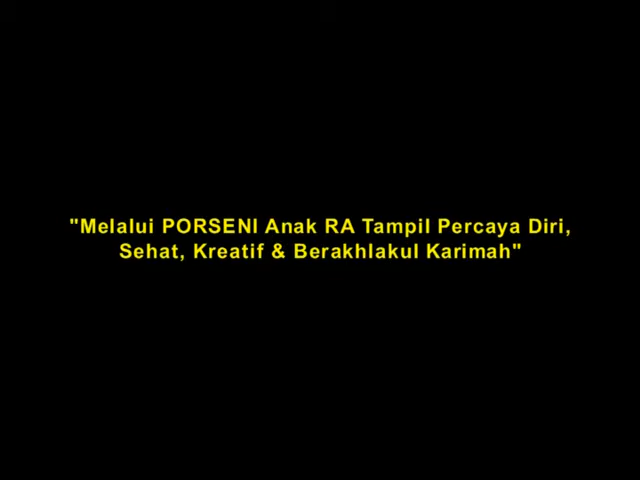 "Melalui PORSENI Anak RA Tampil Percaya Diri,
Sehat, Kreatif & Berakhlakul Karimah"